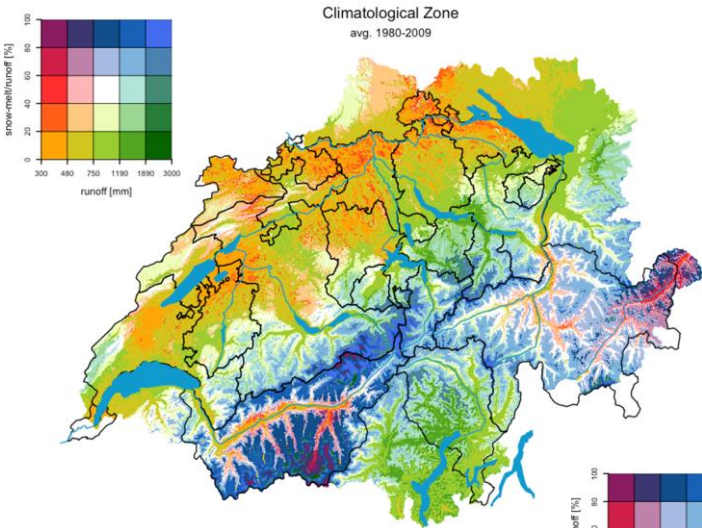 Climatological Zone
avg. 1980-2009
snow-melt/runoff [%]
100
80
60
40
20
0
300 480 750 1190 1890 3000
runoff [mm]
100
80
noff [%]